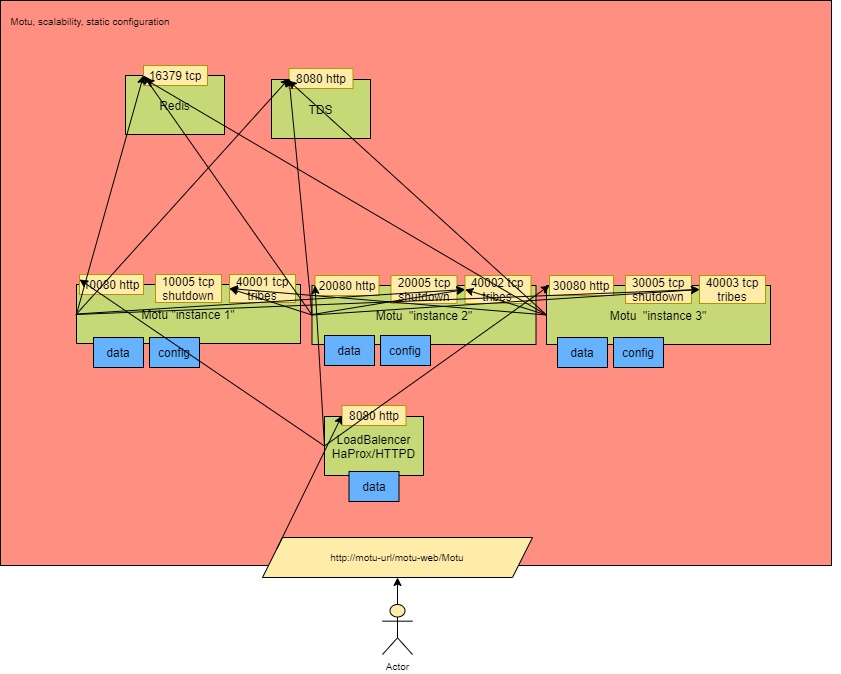 Motu, scalability, static configuration
16379 tcp
Redis
8080 http
TDS
10080 http
10005 tcp
shutdown
40001 tcp
tribes
Motu "instance 1"
data
config
20080 http
20005 tcp
shutdown
40002 tcp
tribes
Motu "instance 2"
data
config
30080 http
30005 tcp
shutdown
40003 tcp
tribes
Motu "instance 3"
data
config
8080 http
LoadBalencer
HaProx/HTTPD
data
http://motu-url/motu-web/Motu
Actor